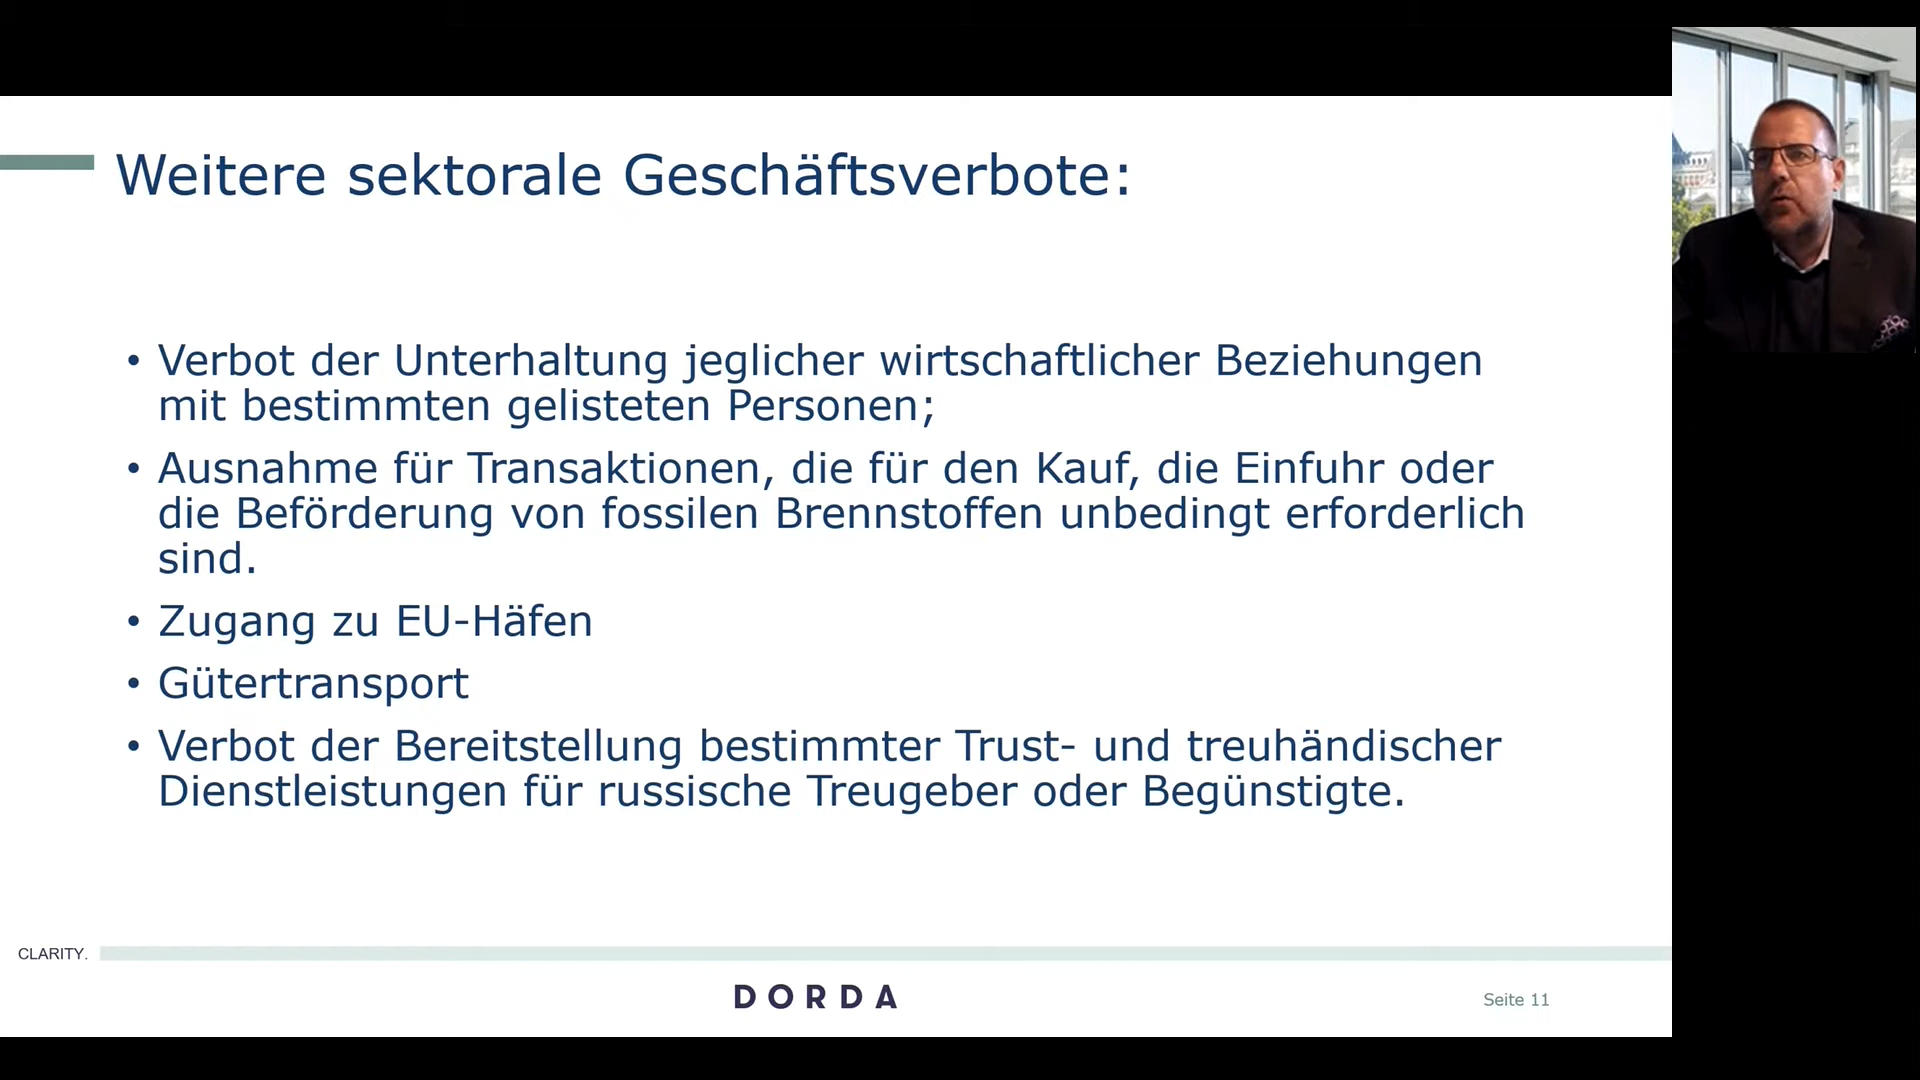 Weitere sektorale Geschäftsverbote:
• Verbot der Unterhaltung jeglicher wirtschaftlicher Beziehungen
mit bestimmten gelisteten Personen;
• Ausnahme für Transaktionen, die für den Kauf, die Einfuhr oder
die Beförderung von fossilen Brennstoffen unbedingt erforderlich
sind.
• Zugang zu EU-Häfen
• Gütertransport
• Verbot der Bereitstellung bestimmter Trust- und treuhändischer
Dienstleistungen für russische Treugeber oder Begünstigte.
CLARITY.
DORDA
Seite 11